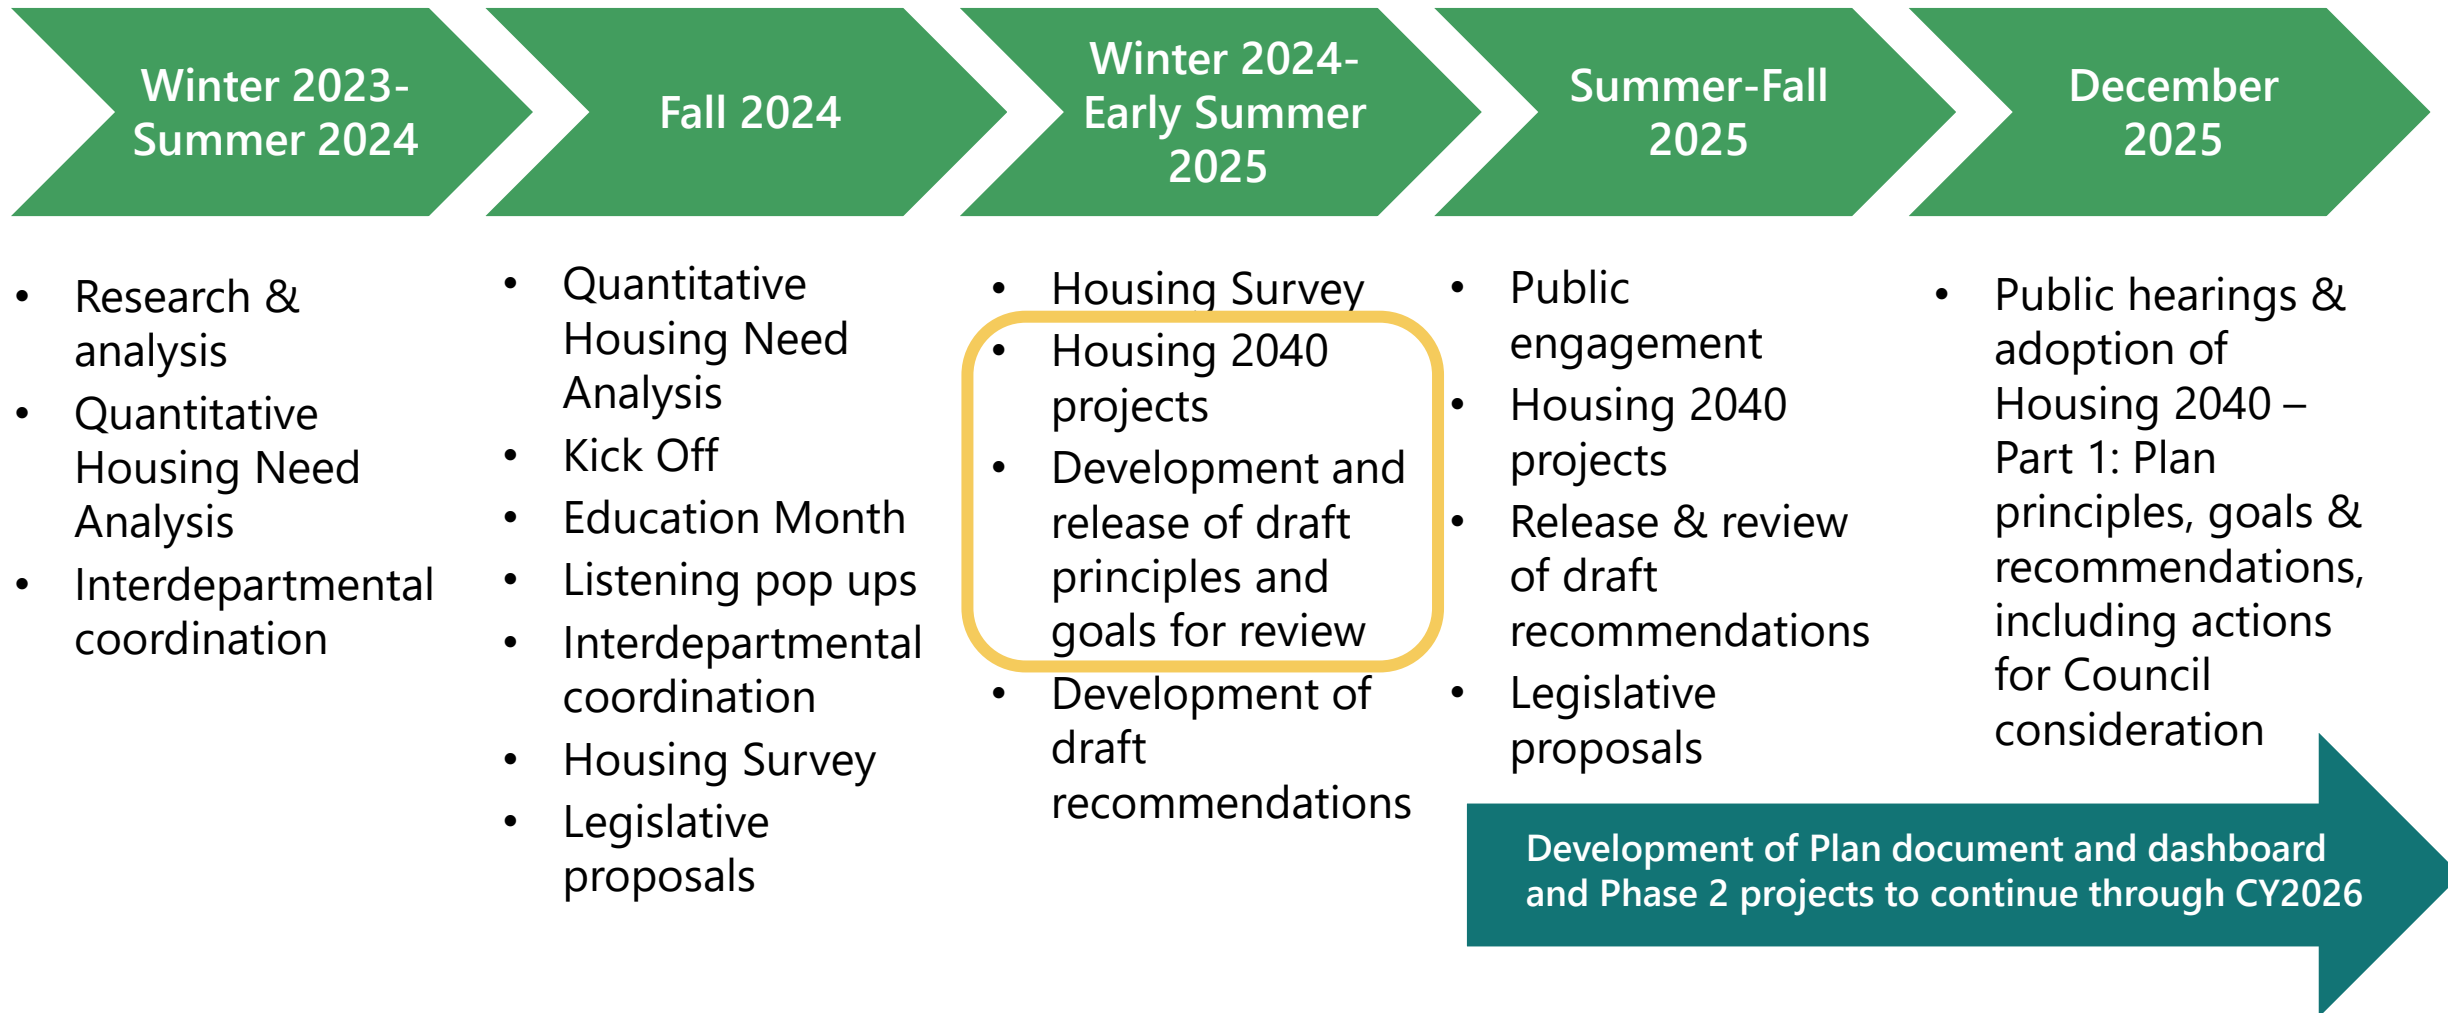 Winter 2023-
Summer 2024
Fall 2024
Winter 2024-
Early Summer
2025
Summer-Fall
2025
December
2025
• Research &
analysis
• Quantitative
Housing Need
Analysis
• Interdepartmental
coordination
• Quantitative
Housing Need
Analysis
• Kick Off
• Education Month
• Listening pop ups
• Interdepartmental
coordination
• Housing Survey
• Legislative
proposals
• Housing Survey
• Housing 2040
projects
• Development and
release of draft
principles and
goals for review
• Development of
draft
recommendations
• Public
engagement
• Housing 2040
projects
• Release & review
of draft
recommendations
• Legislative
proposals
• Public hearings &
adoption of
Housing 2040 –
Part 1: Plan
principles, goals &
recommendations,
including actions
for Council
consideration
Development of Plan document and dashboard
and Phase 2 projects to continue through CY2026